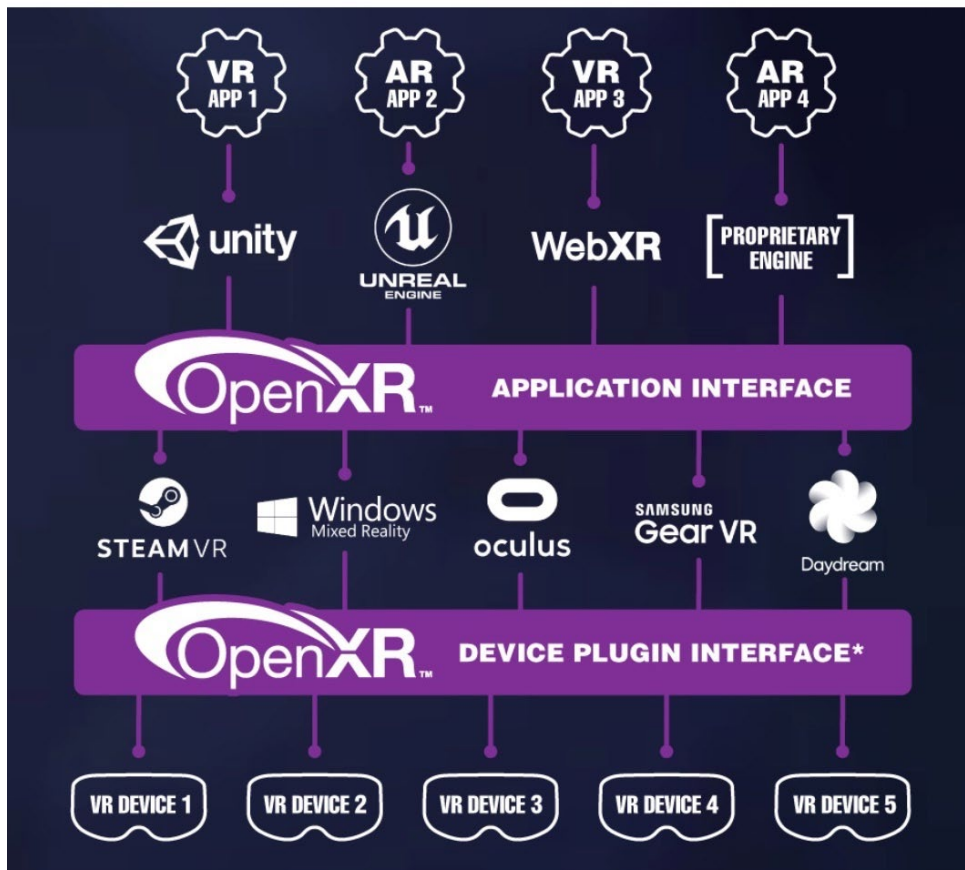 VR
APP 1
AR
APP 2
VR
APP 3
AR
APP 4
unity
UNREAL
ENGINE
WebXR
[PROPRIETARY
ENGINE]
OpenXR™ APPLICATION INTERFACE
STEAMVR
Windows
Mixed Reality
oculus
SAMSUNG
Gear VR
Daydream
OpenXR™ DEVICE PLUGIN INTERFACE*
VR DEVICE 1
VR DEVICE 2
VR DEVICE 3
VR DEVICE 4
VR DEVICE 5